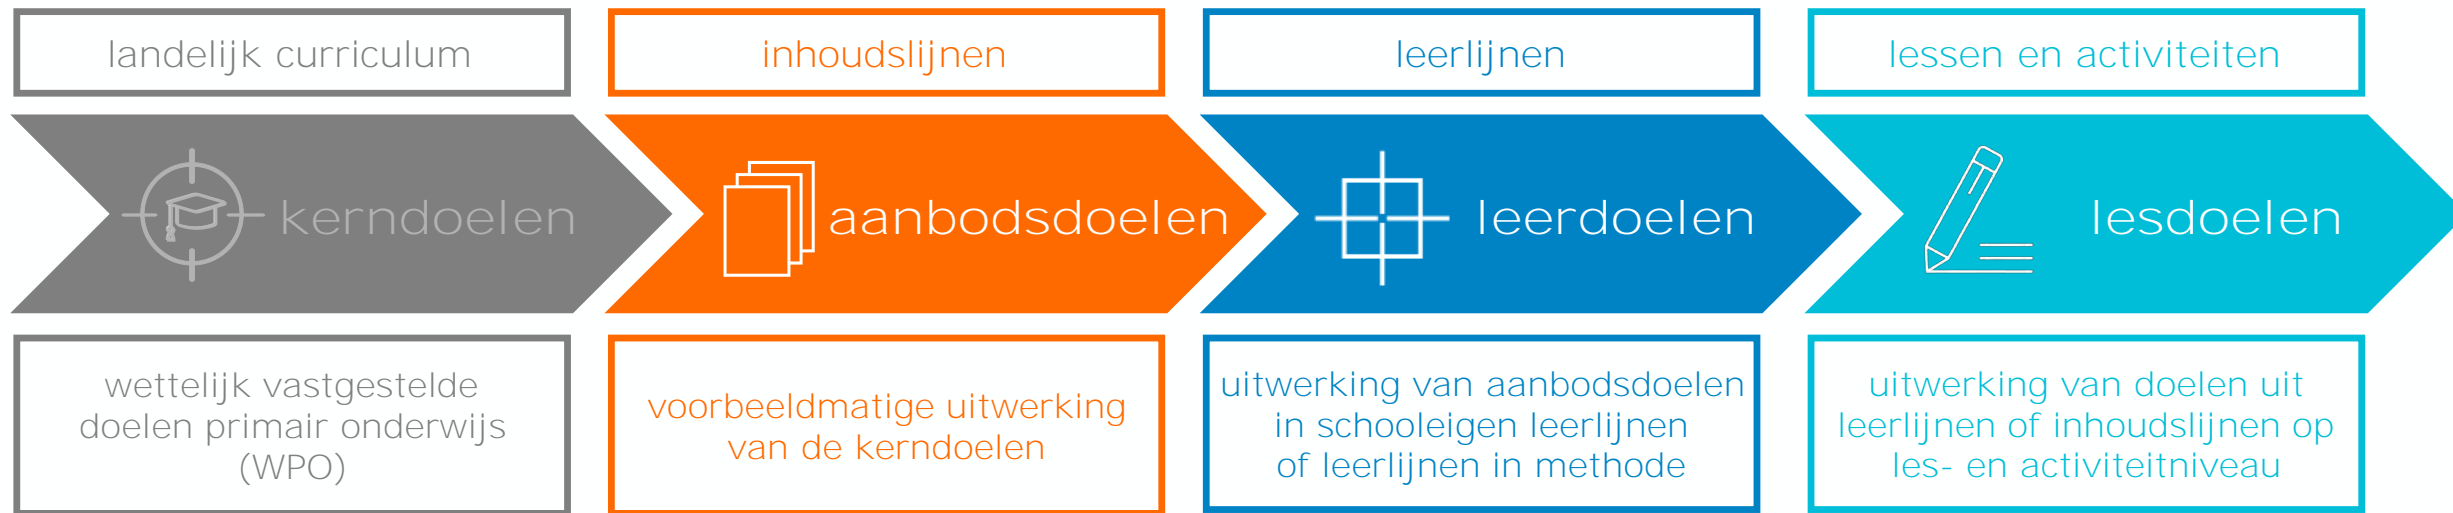 landelijk curriculum
inhoudslijnen
leerlijnen
lessen en activiteiten
kerndoelen
aanbodsdoelen
leerdoelen
lesdoelen
wettelijk vastgestelde
doelen primair onderwijs
(WPO)
voorbeeldmatige uitwerking
van de kerndoelen
uitwerking van aanbodsdoelen
in schooleigen leerlijnen
of leerlijnen in methode
uitwerking van doelen uit
leerlijnen of inhoudslijnen op
les- en activiteitniveau